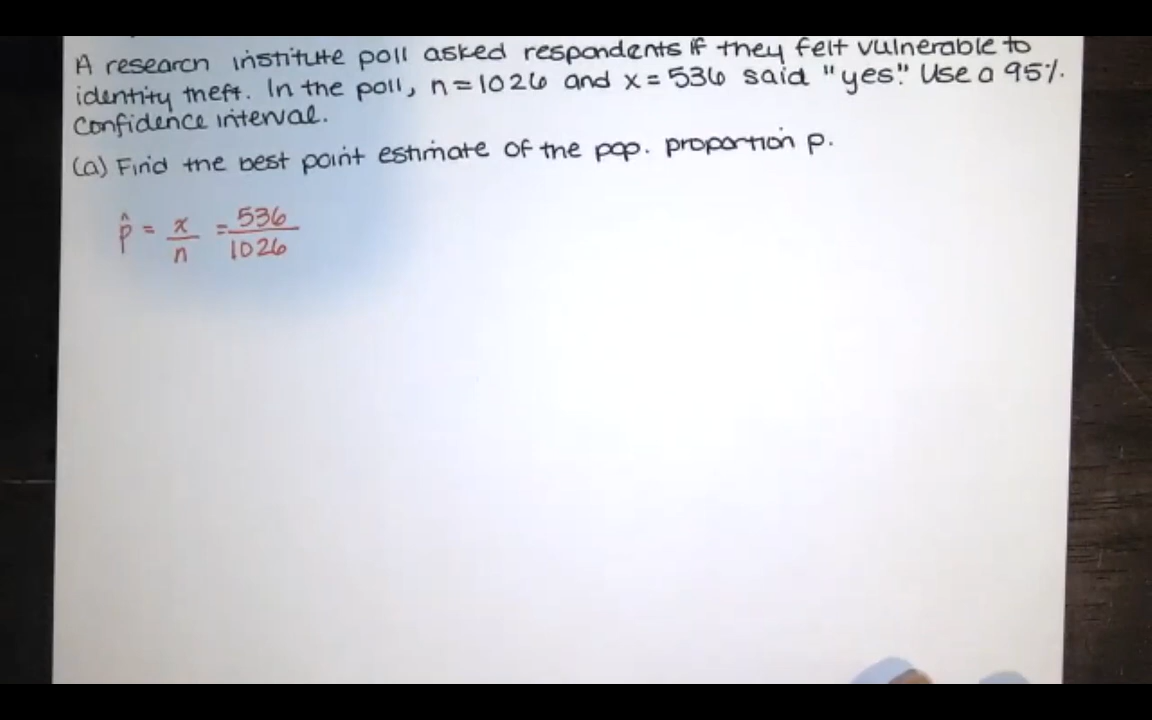 A research institute poll asked respondents if they felt vulnerable to
identity theft. In the poll, n = 1026 and x = 536 said "yes." Use a 95%
confidence interval.
(a) Find the best point estimate of the pop. proportion p.
p̂ = x/n = 536/1026